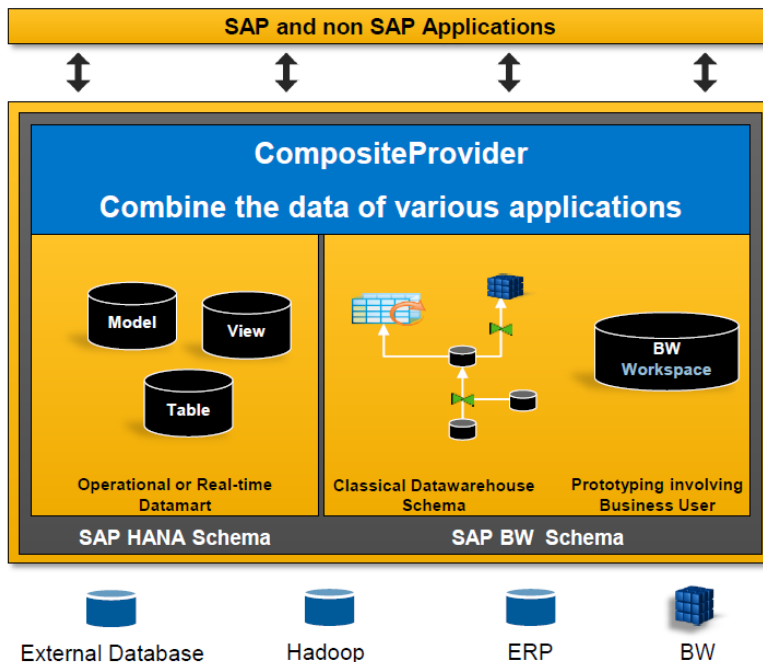 SAP and non SAP Applications
CompositeProvider
Combine the data of various applications
Model
View
Table
Operational or Real-time
Datamart
BW
Workspace
Classical Datawarehouse
Schema
Prototyping involving
Business User
SAP HANA Schema
SAP BW Schema
External Database
Hadoop
ERP
BW